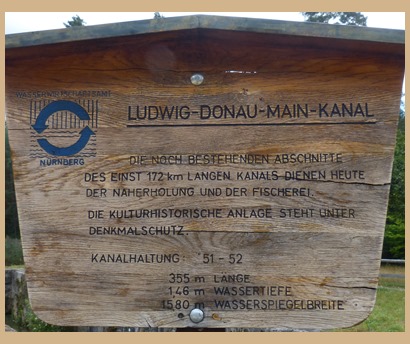 WASSERWIRTSCHAFTSAMT
NÜRNBERG
LUDWIG-DONAU-MAIN-KANAL
DIE NOCH BESTEHENDEN ABSCHNITTE
DES EINST 172 km LANGEN KANALS DIENEN HEUTE
DER NAHERHOLUNG UND DER FISCHEREI.
DIE KULTURHISTORISCHE ANLAGE STEHT UNTER
DENKMALSCHUTZ.
KANALHALTUNG: 51-52
355 m LÄNGE
1,46 m WASSERTIEFE
15,80 m WASSERSPIEGELBREITE